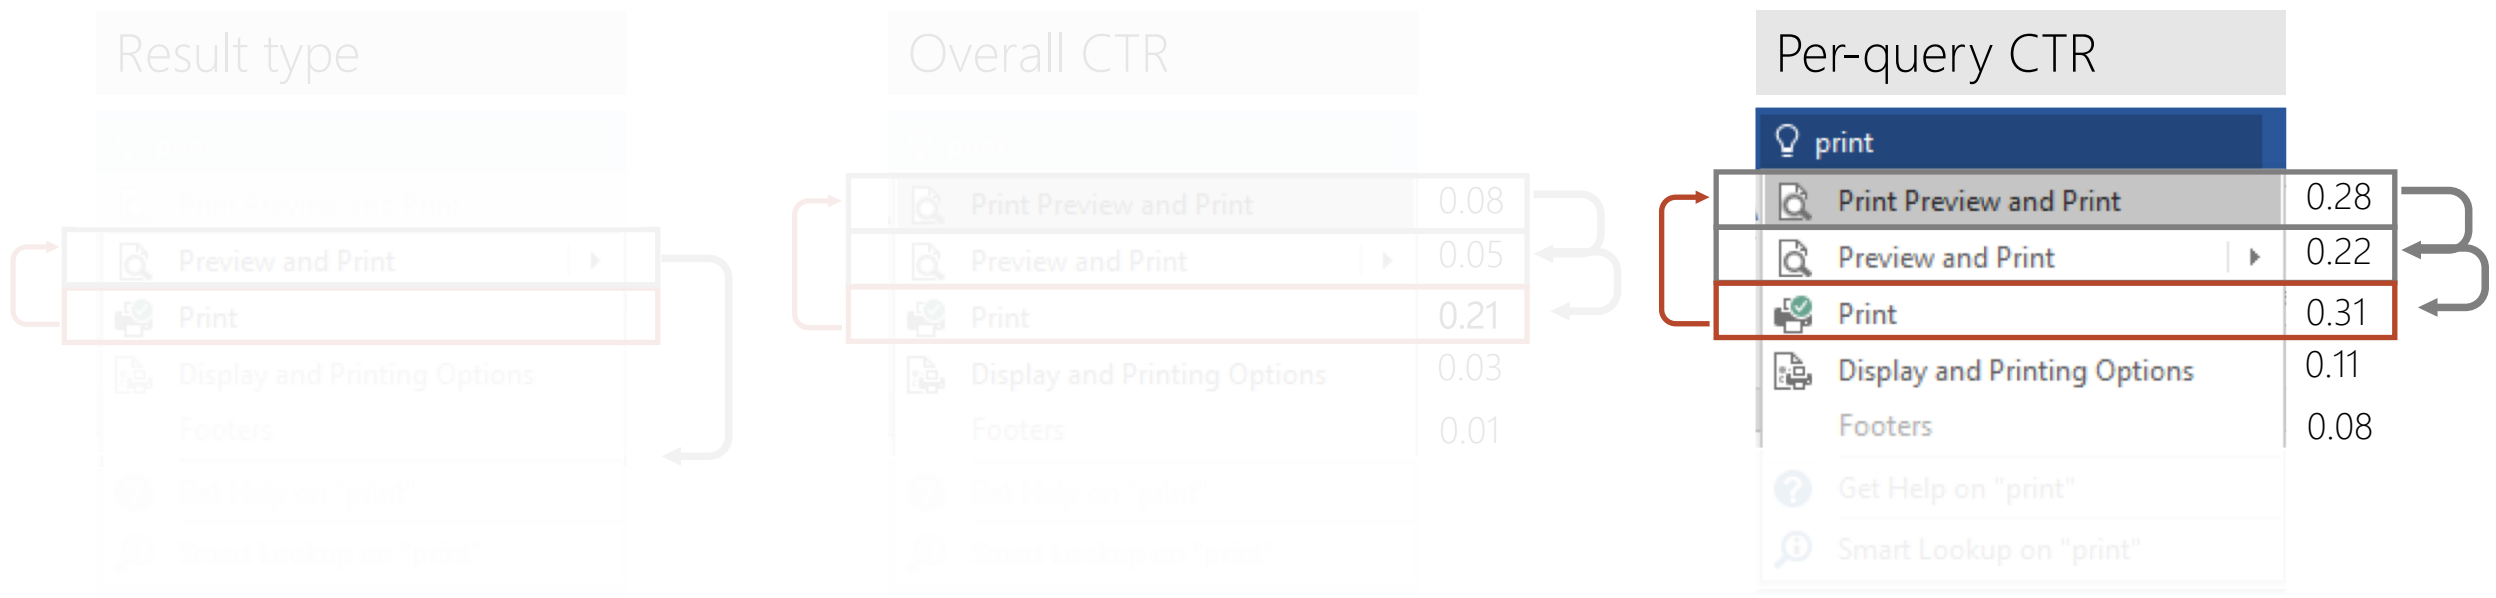 Result type
Preview and Print
Print
Display and Printing Options
Footers
Get Help on "print"
Smart Lookup on "print"
Overall CTR
Print Preview and Print 0.08
Preview and Print 0.05
Print 0.21
Display and Printing Options 0.03
Footers 0.01
Get Help on "print"
Smart Lookup on "print"
Per-query CTR
print
Print Preview and Print 0.28
Preview and Print 0.22
Print 0.31
Display and Printing Options 0.11
Footers 0.08
Get Help on "print"
Smart Lookup on "print"